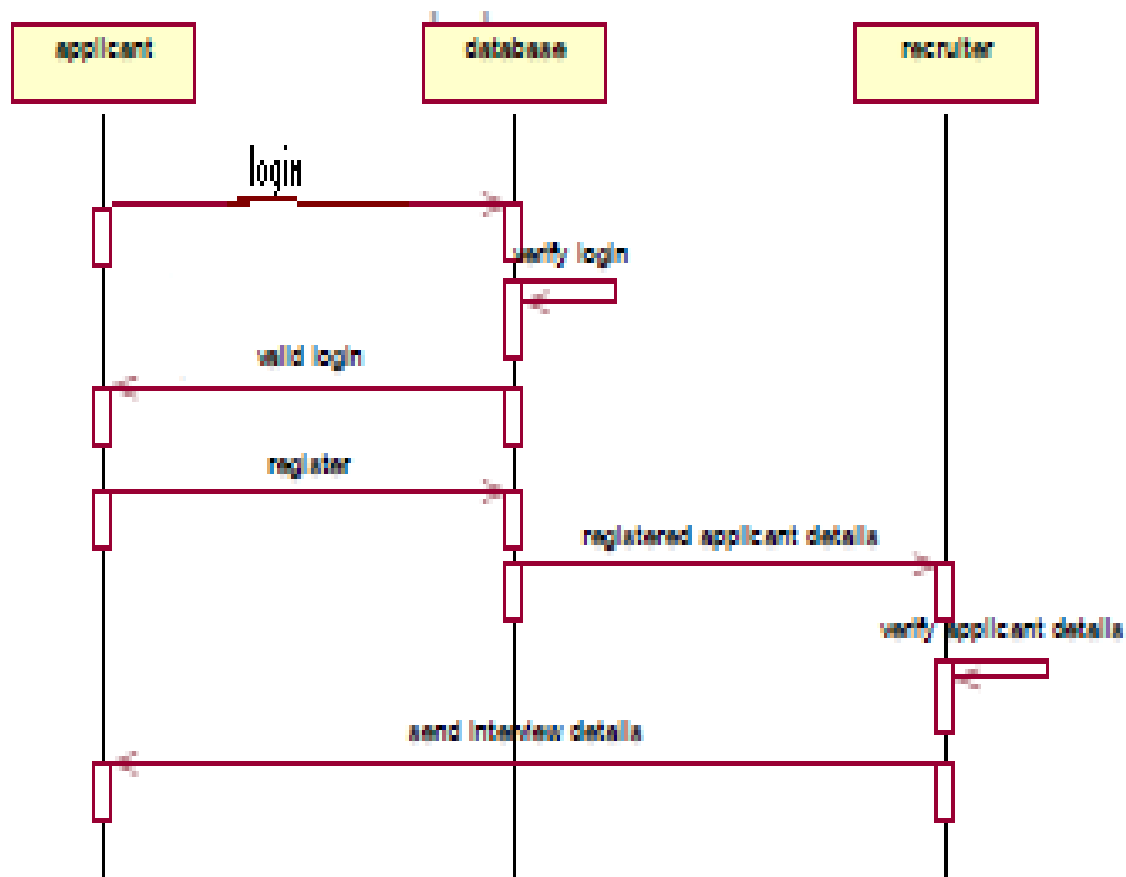 applicant
database
recruiter
login
verify login
valid login
register
registered applicant details
verify applicant details
send interview details